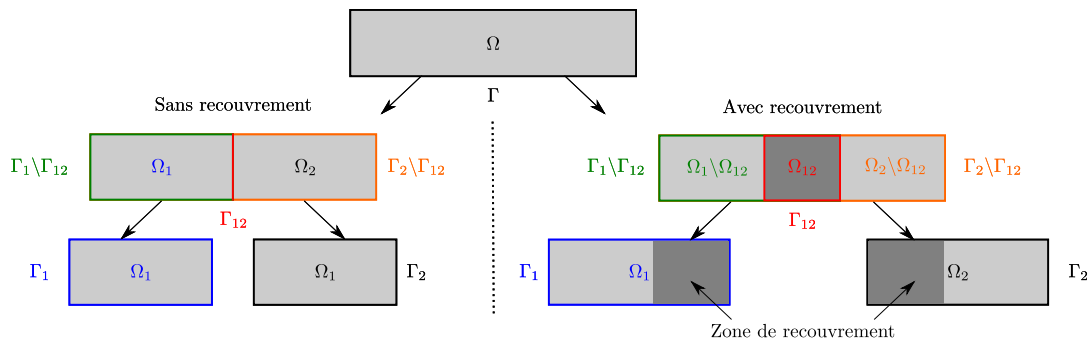 Ω
Γ
Sans recouvrement
Γ₁\Γ₁₂
Ω₁
Ω₂
Γ₂\Γ₁₂
Γ₁₂
Γ₁
Ω₁
Ω₁
Γ₂
Avec recouvrement
Γ₁\Γ₁₂
Ω₁\Ω₁₂
Ω₁₂
Ω₂\Ω₁₂
Γ₂\Γ₁₂
Γ₁₂
Γ₁
Ω₁
Ω₂
Γ₂
Zone de recouvrement